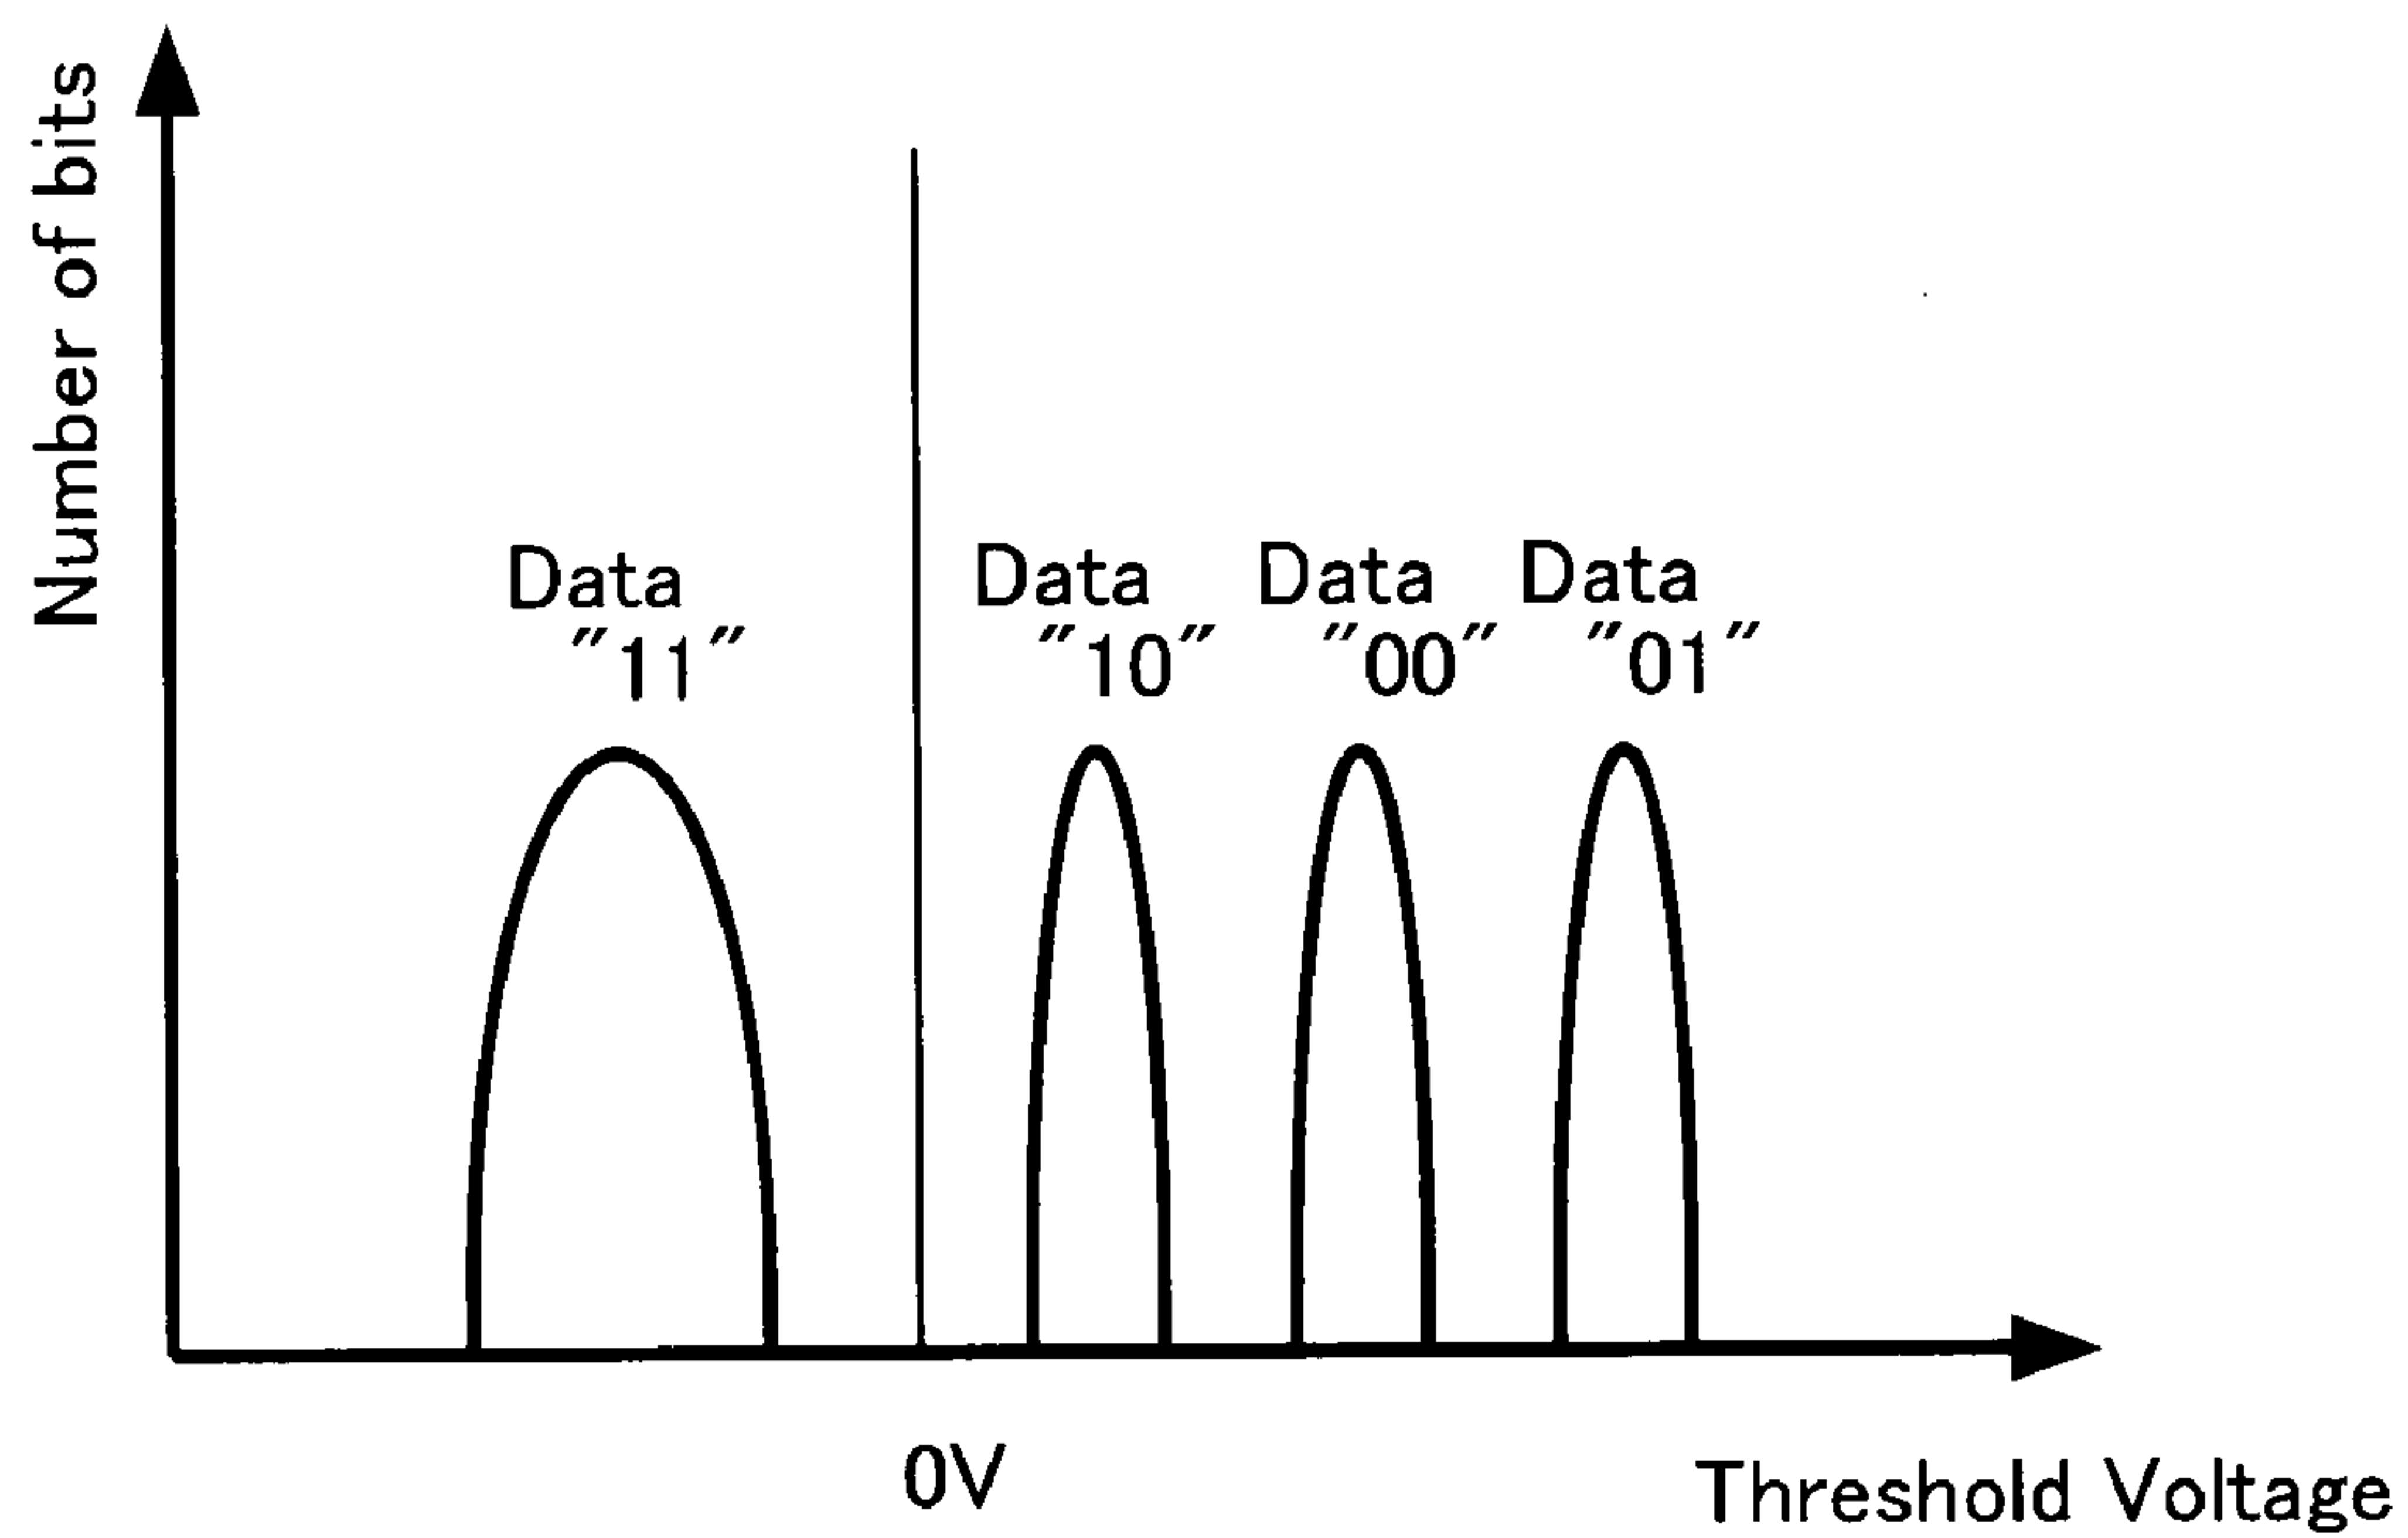 Number of bits
Data
"11"
Data
"10"
Data
"00"
Data
"01"
0V
Threshold Voltage